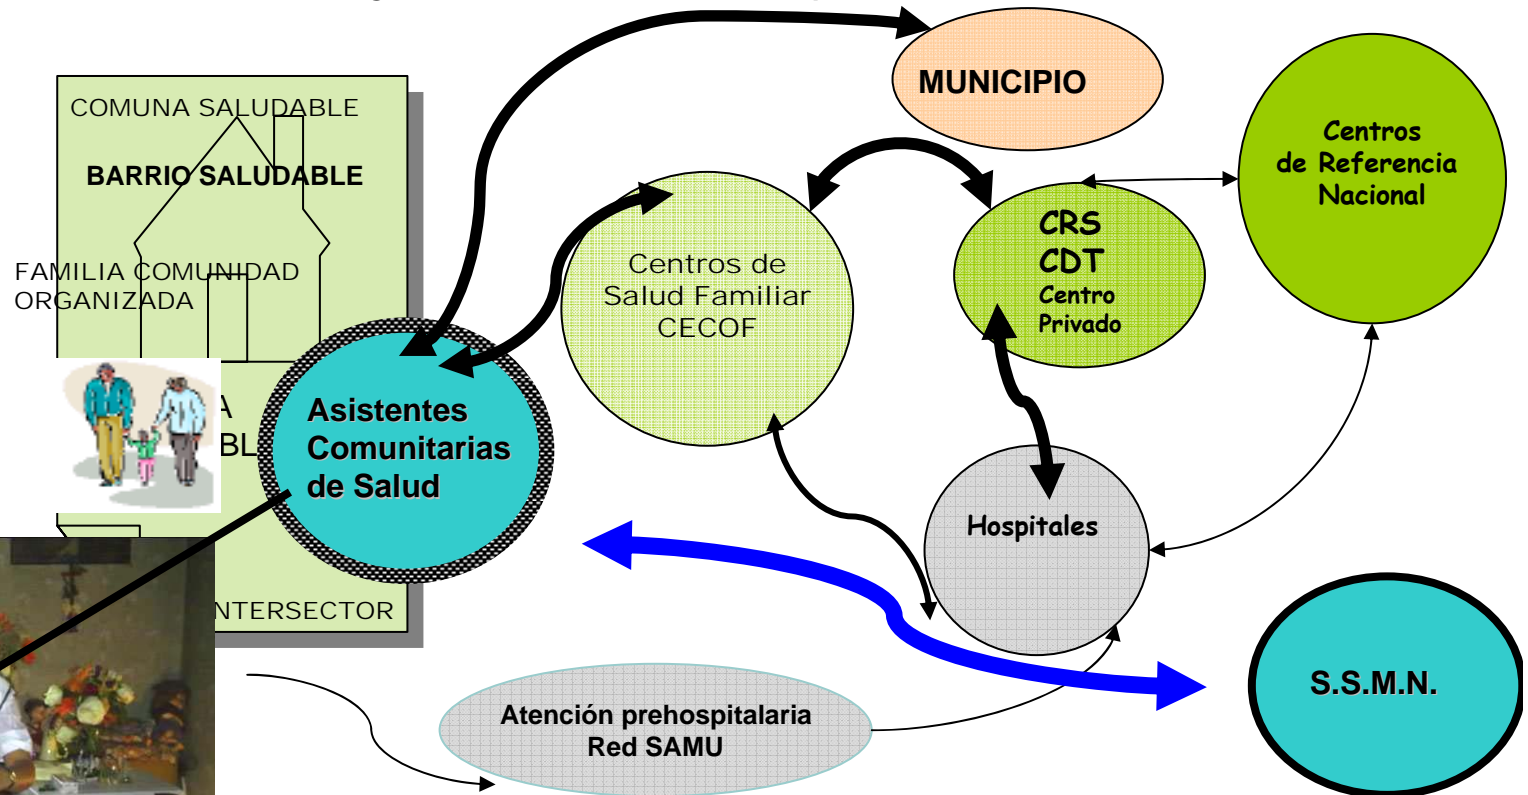 MUNICIPIO
COMUNA SALUDABLE
BARRIO SALUDABLE
FAMILIA COMUNIDAD
ORGANIZADA
Asistentes
Comunitarias
de Salud
NTERSECTOR
Centros de
Salud Familiar
CECOF
CRS
CDT
Centro
Privado
Centros
de Referencia
Nacional
Hospitales
Atención prehospitalaria
Red SAMU
S.S.M.N.